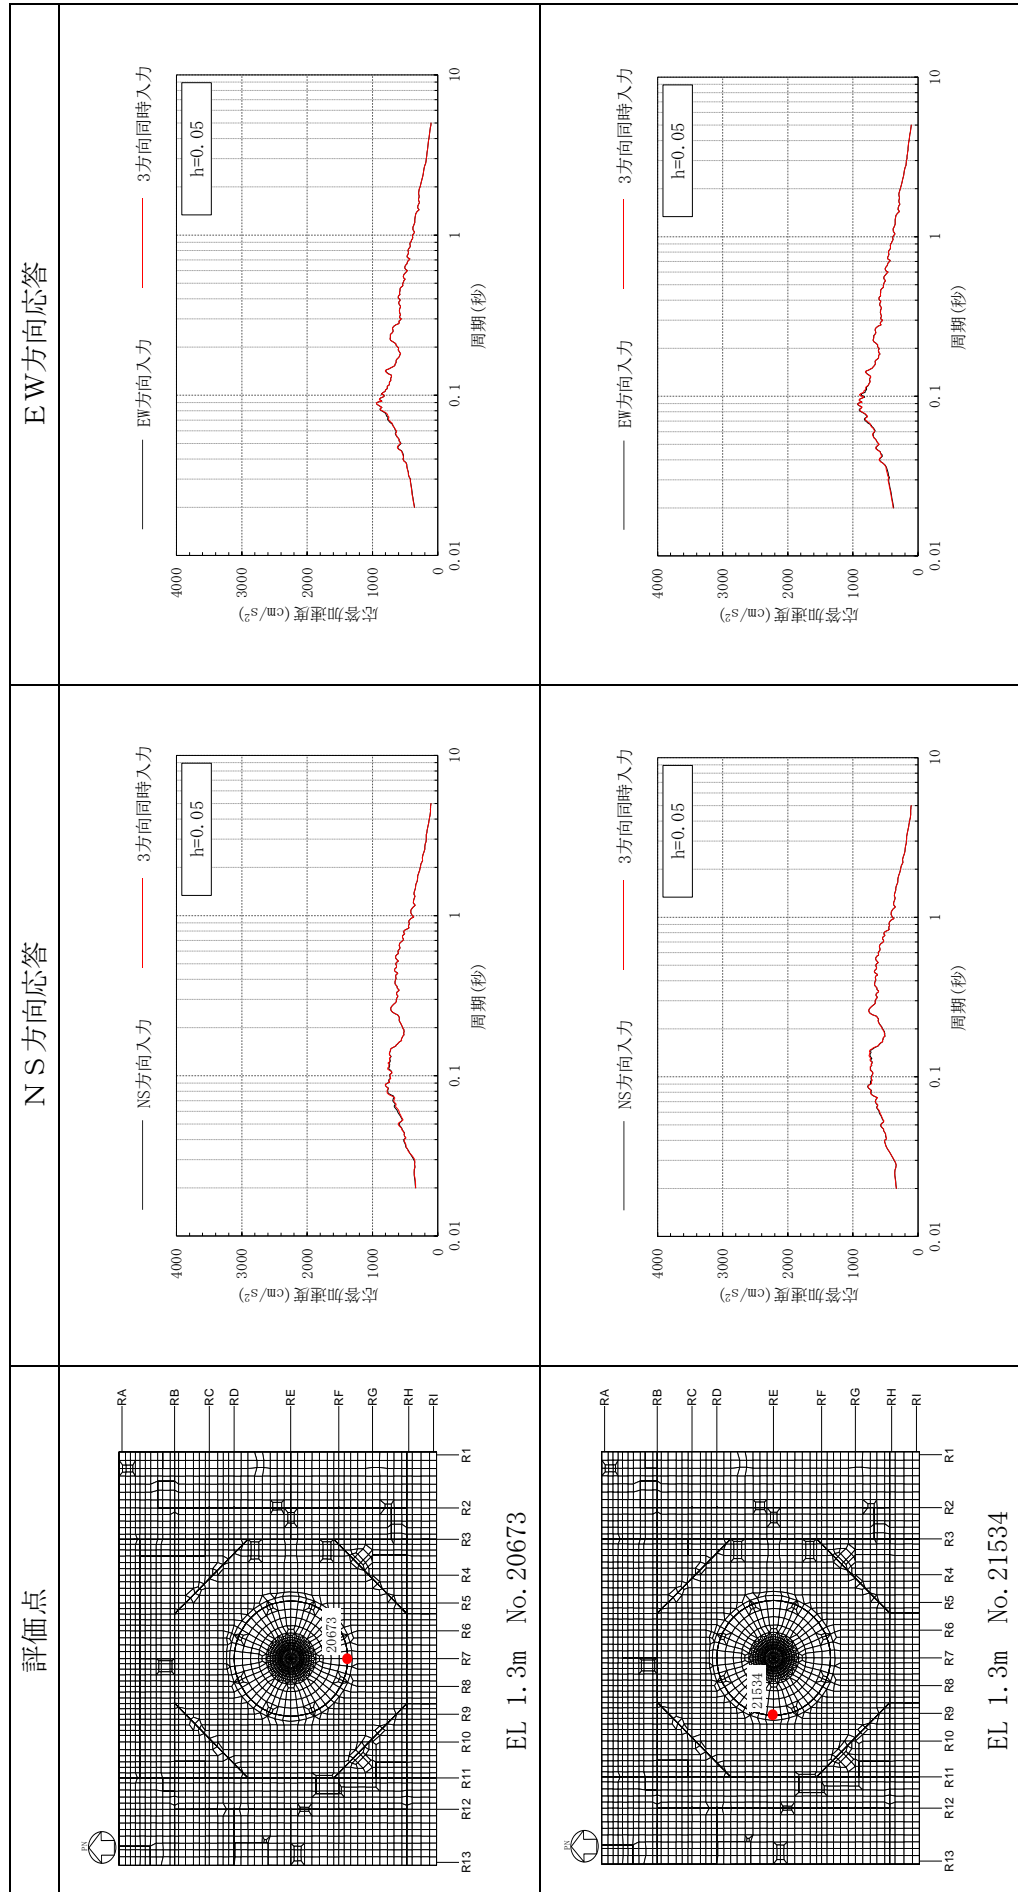 評価点
NS方向応答
EW方向応答
PN
RA
RB
RC
RD
RE
RF
RG
RH
RI
R13
R12
R11
R10
R9
R8
R7
R6
R5
R4
R3
R2
R1
20673
EL 1.3m No.20673
NS方向入力
3方向同時入力
h=0.05
応答加速度(cm/s²)
4000
3000
2000
1000
0
0.01
0.1
1
10
周期(秒)
EW方向入力
3方向同時入力
h=0.05
応答加速度(cm/s²)
4000
3000
2000
1000
0
0.01
0.1
1
10
周期(秒)
PN
RA
RB
RC
RD
RE
RF
RG
RH
RI
R13
R12
R11
R10
R9
R8
R7
R6
R5
R4
R3
R2
R1
21534
EL 1.3m No.21534
NS方向入力
3方向同時入力
h=0.05
応答加速度(cm/s²)
4000
3000
2000
1000
0
0.01
0.1
1
10
周期(秒)
EW方向入力
3方向同時入力
h=0.05
応答加速度(cm/s²)
4000
3000
2000
1000
0
0.01
0.1
1
10
周期(秒)